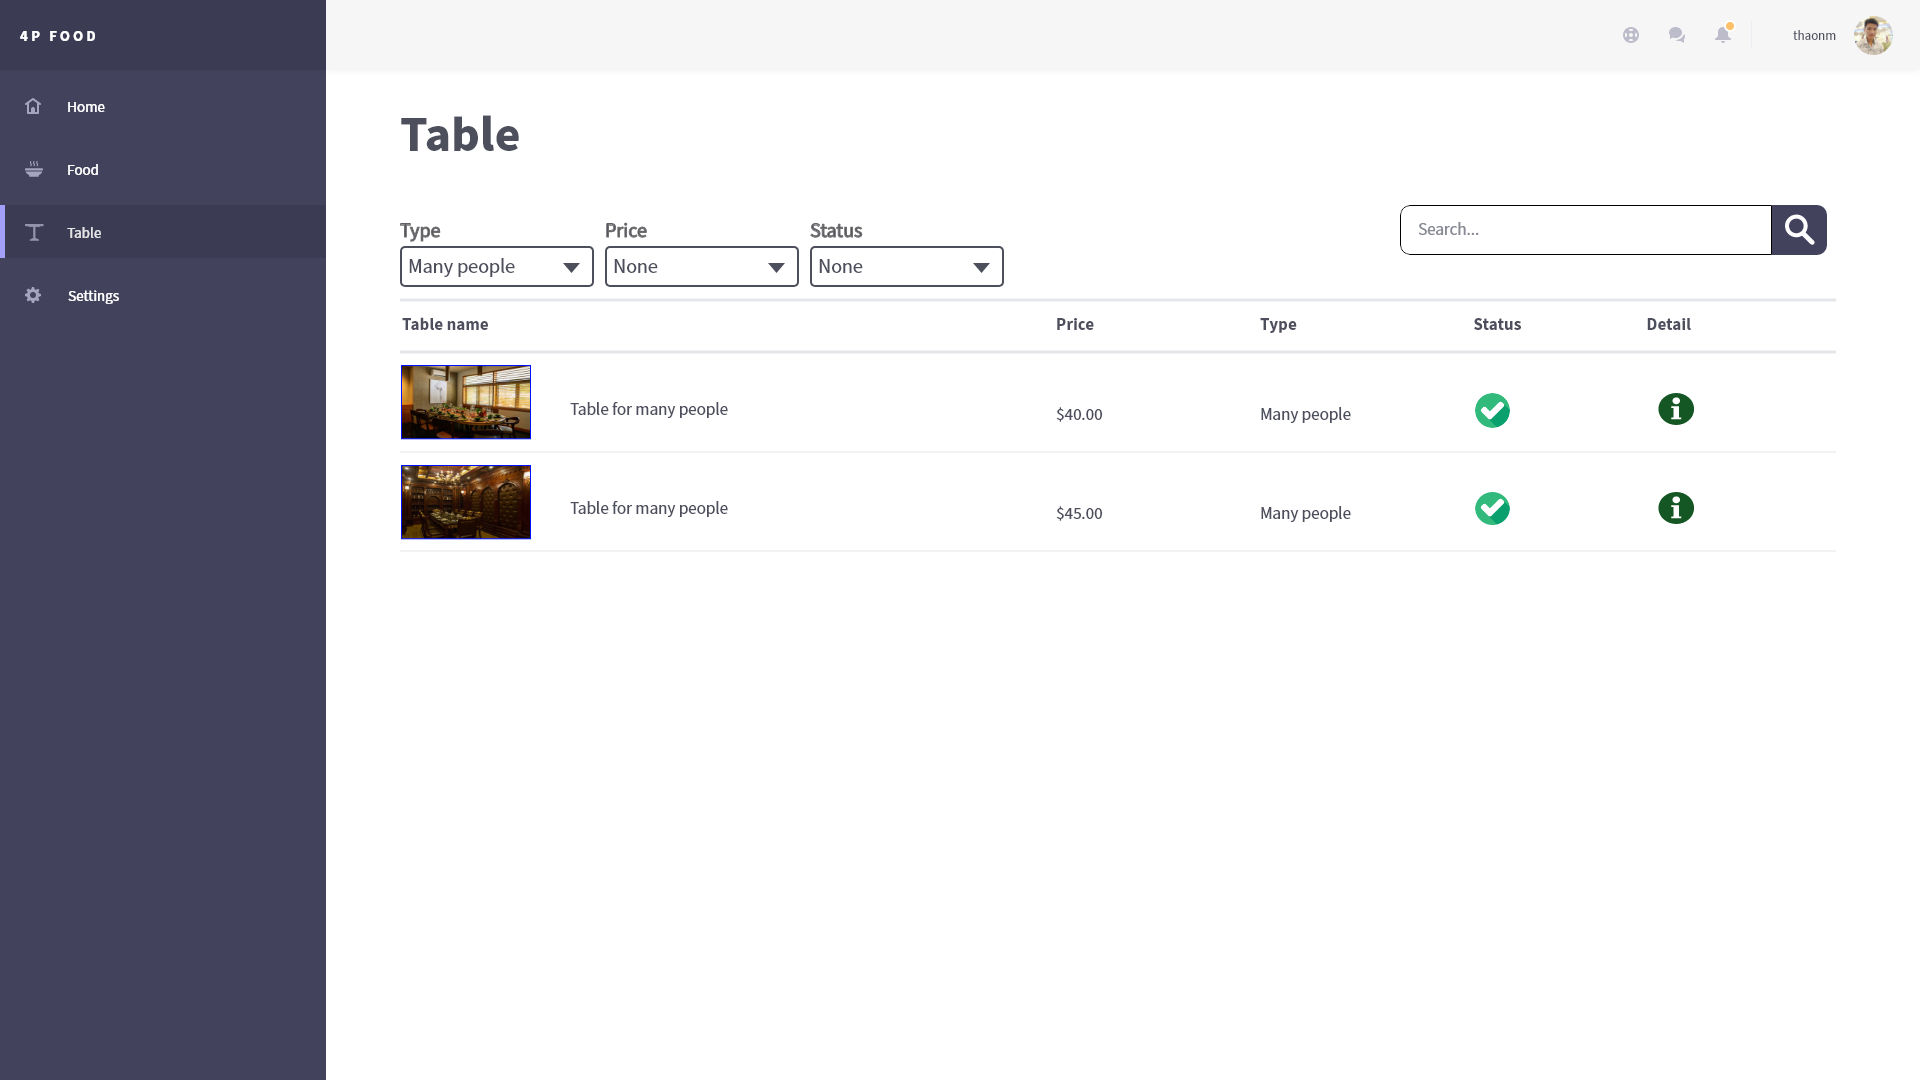 4P FOOD
thaonm
Home
Food
Table
Settings
Table
Type Price Status
Many people None None
Search...
Table name Price Type Status Detail
Table for many people $40.00 Many people
Table for many people $45.00 Many people